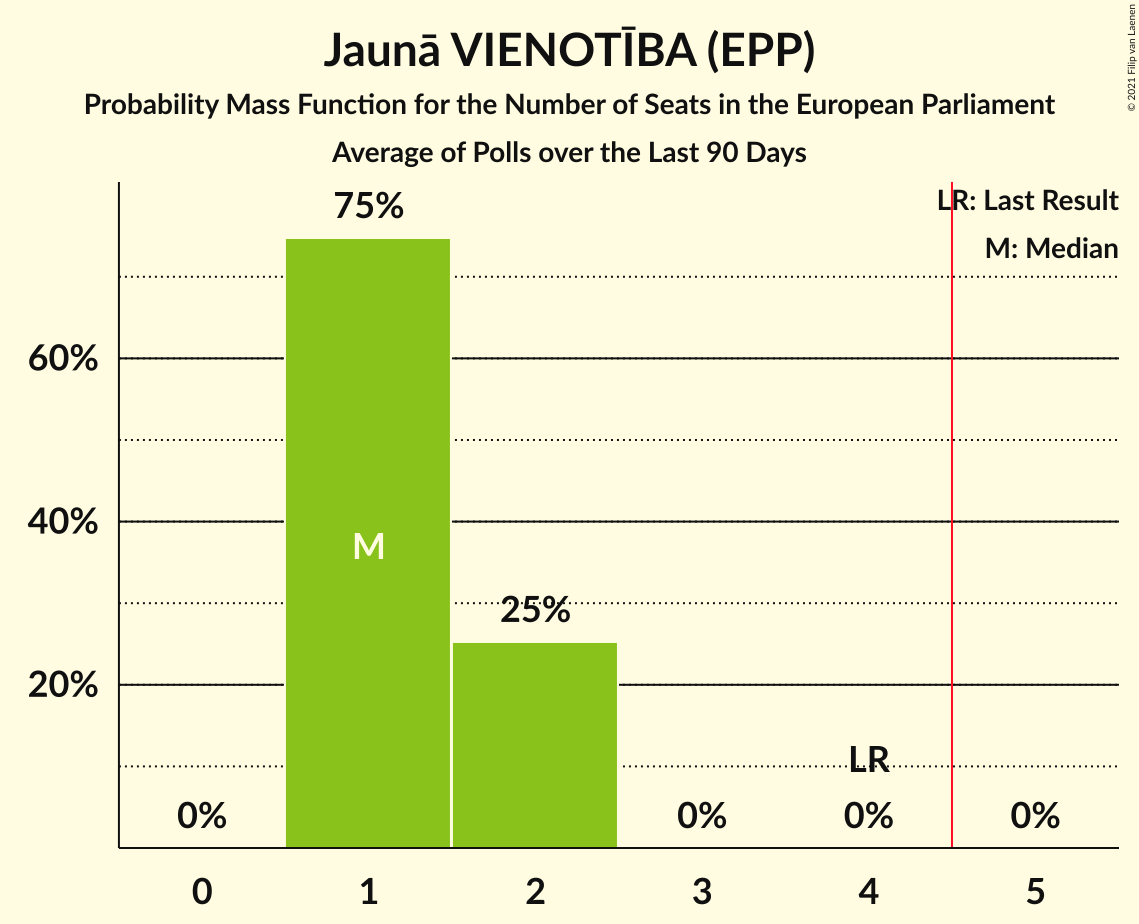 Jaunā VIENOTĪBA (EPP)
Probability Mass Function for the Number of Seats in the European Parliament
Average of Polls over the Last 90 Days
© 2021 Filip van Laenen
LR: Last Result
M: Median
75%
60%
40%
M
25%
20%
LR
0%
0%
0%
0%
0 1 2 3 4 5